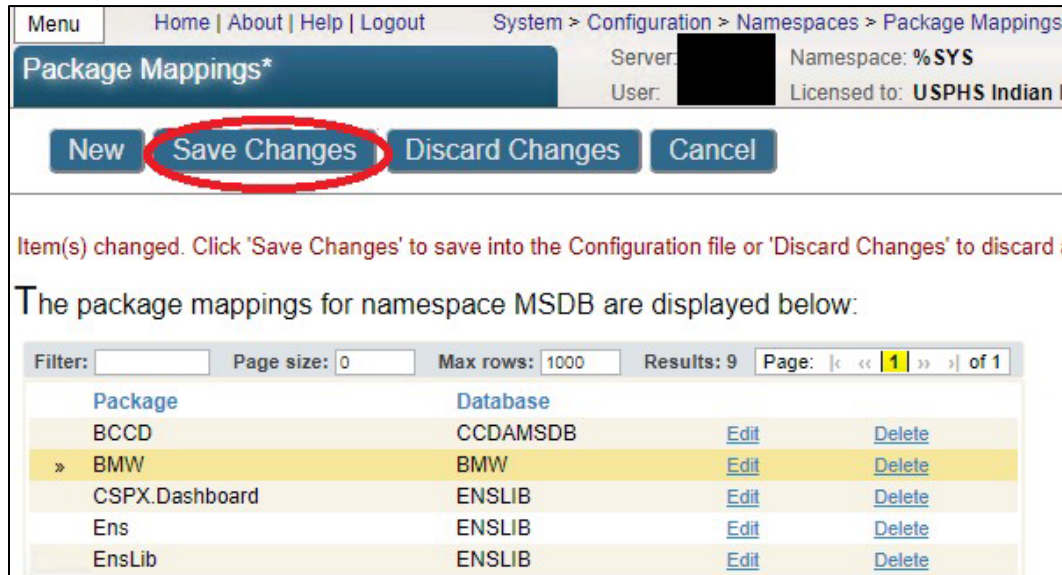 Menu Home | About | Help | Logout System > Configuration > Namespaces > Package Mappings
Package Mappings*
Server: Namespace: %SYS
User: Licensed to: USPHS Indian
New Save Changes Discard Changes Cancel
Item(s) changed. Click 'Save Changes' to save into the Configuration file or 'Discard Changes' to discard
The package mappings for namespace MSDB are displayed below:
Filter: Page size: 0 Max rows: 1000 Results: 9 Page: |< << 1 >> >| of 1
Package Database
BCCD CCDAMSDB Edit Delete
» BMW BMW Edit Delete
CSPX.Dashboard ENSLIB Edit Delete
Ens ENSLIB Edit Delete
EnsLib ENSLIB Edit Delete